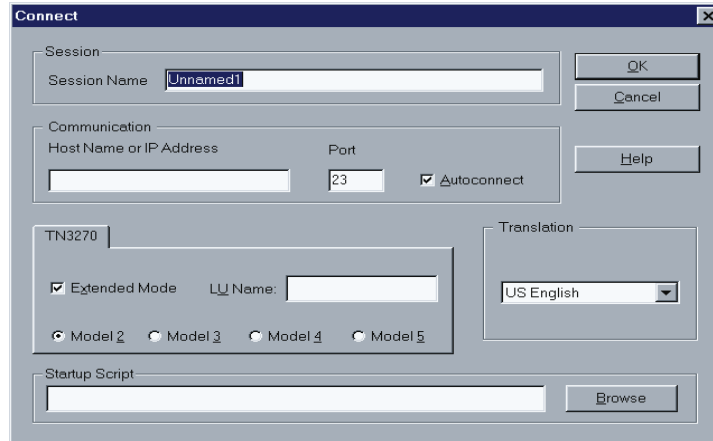 Connect
Session
Session Name Unnamed1
OK
Cancel
Communication
Host Name or IP Address Port
23 Autoconnect
Help
TN3270
Extended Mode LU Name:
Model 2 Model 3 Model 4 Model 5
Translation
US English
Startup Script
Browse